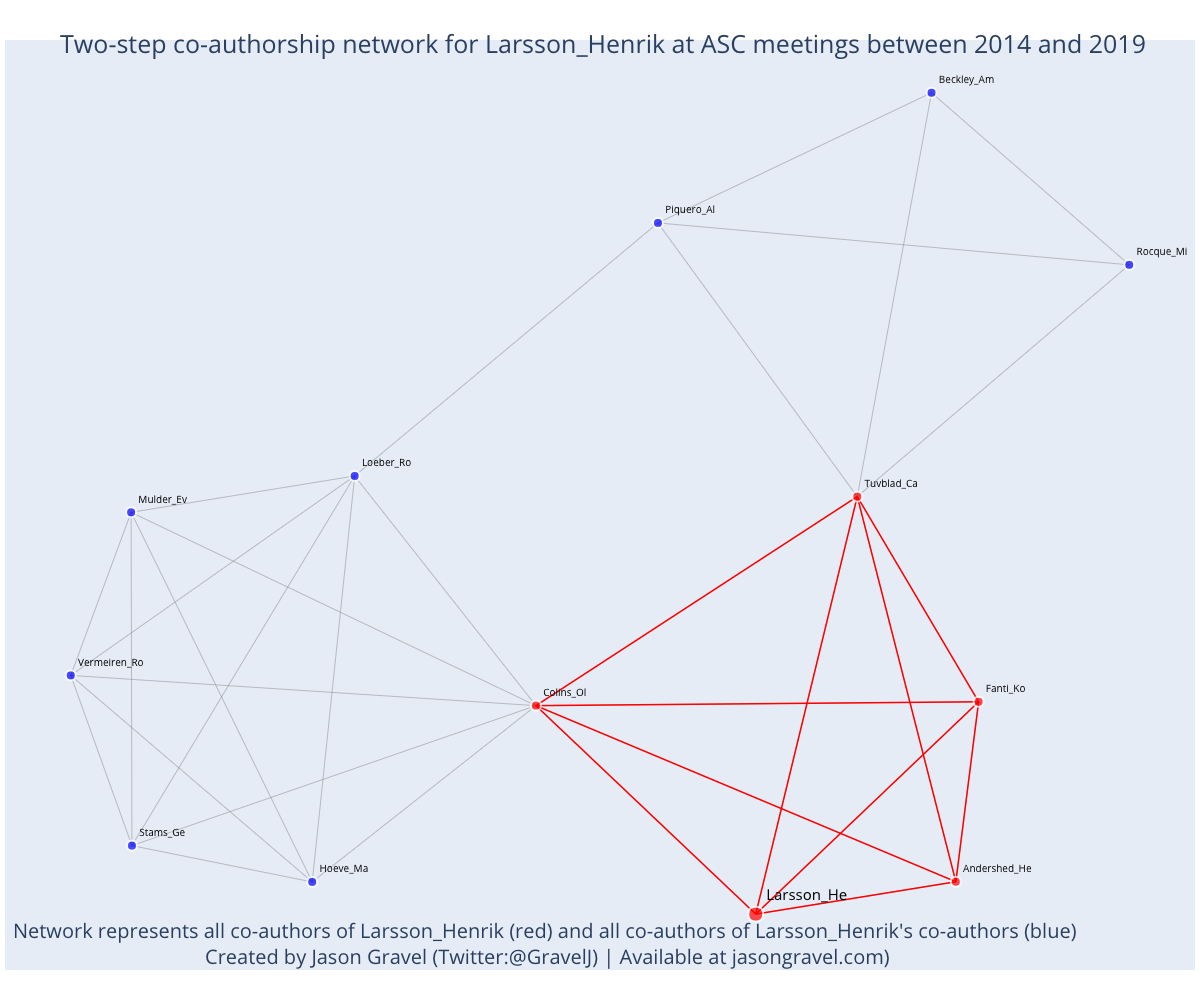 Two-step co-authorship network for Larsson_Henrik at ASC meetings between 2014 and 2019
Beckley_Am
Piquero_Al
Rocque_Mi
Loeber_Ro
Tuvblad_Ca
Mulder_Ev
Vermeiren_Ro
Colins_Ol
Fanti_Ko
Stams_Ge
Hoeve_Ma
Andershed_He
Larsson_He
Network represents all co-authors of Larsson_Henrik (red) and all co-authors of Larsson_Henrik's co-authors (blue)
Created by Jason Gravel (Twitter:@GravelJ) | Available at jasongravel.com)